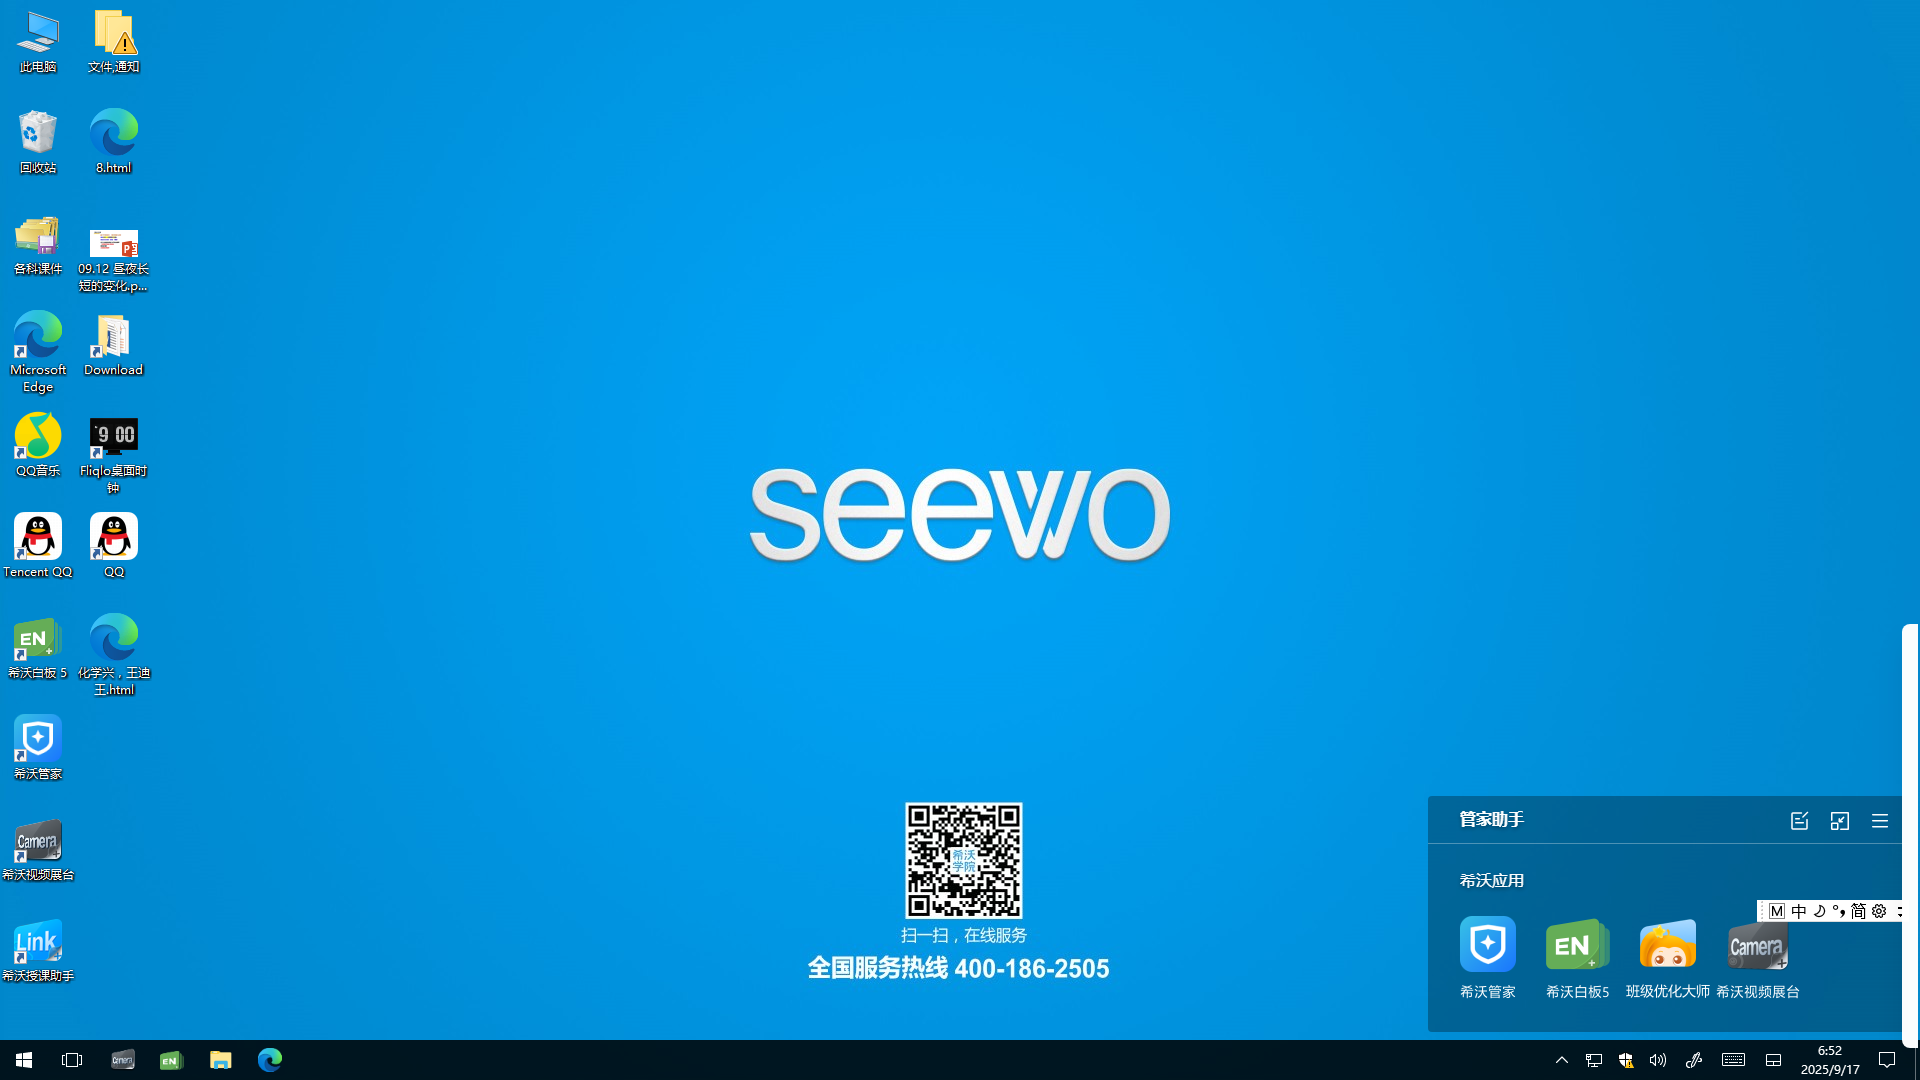 此电脑
文件,通知
回收站
8.html
各科课件
09.12 昼夜长
短的变化.p...
Microsoft
Edge
Download
QQ音乐
9 00
Fliqlo桌面时
钟
Tencent QQ
QQ
EN
希沃白板 5
化学兴，王迪
王.html
希沃管家
Camera
希沃视频展台
Link
希沃授课助手
seewo
希沃
学院
扫一扫，在线服务
全国服务热线 400-186-2505
管家助手
希沃应用
M 中 简
EN
Camera
希沃管家
希沃白板5
班级优化大师
希沃视频展台
Camera
EN
6:52
2025/9/17